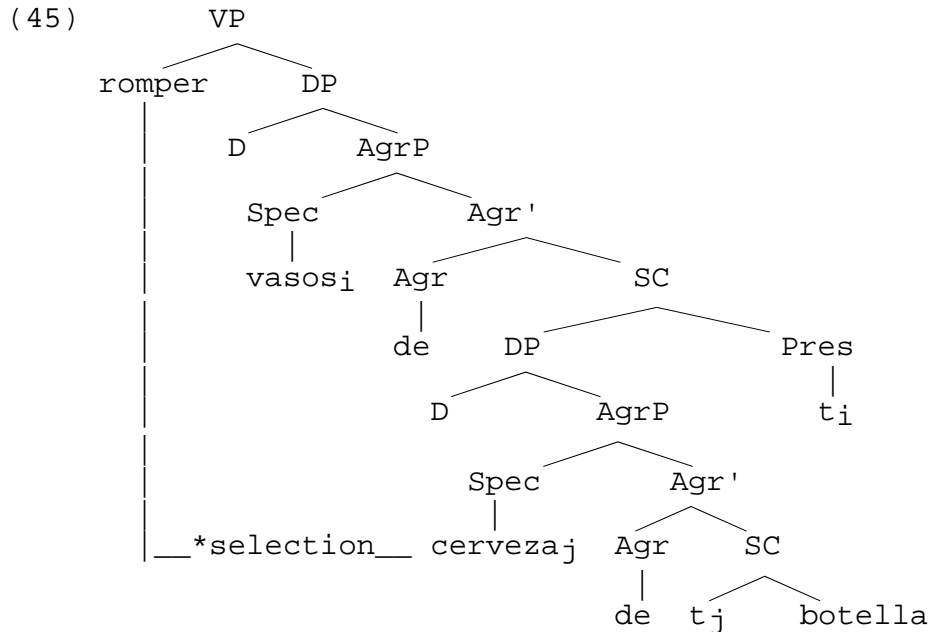 (45) VP
romper DP
D AgrP
Spec Agr'
vasosi Agr SC
de DP Pres
D AgrP ti
Spec Agr'
|__*selection__ cervezaj Agr SC
de tj botella